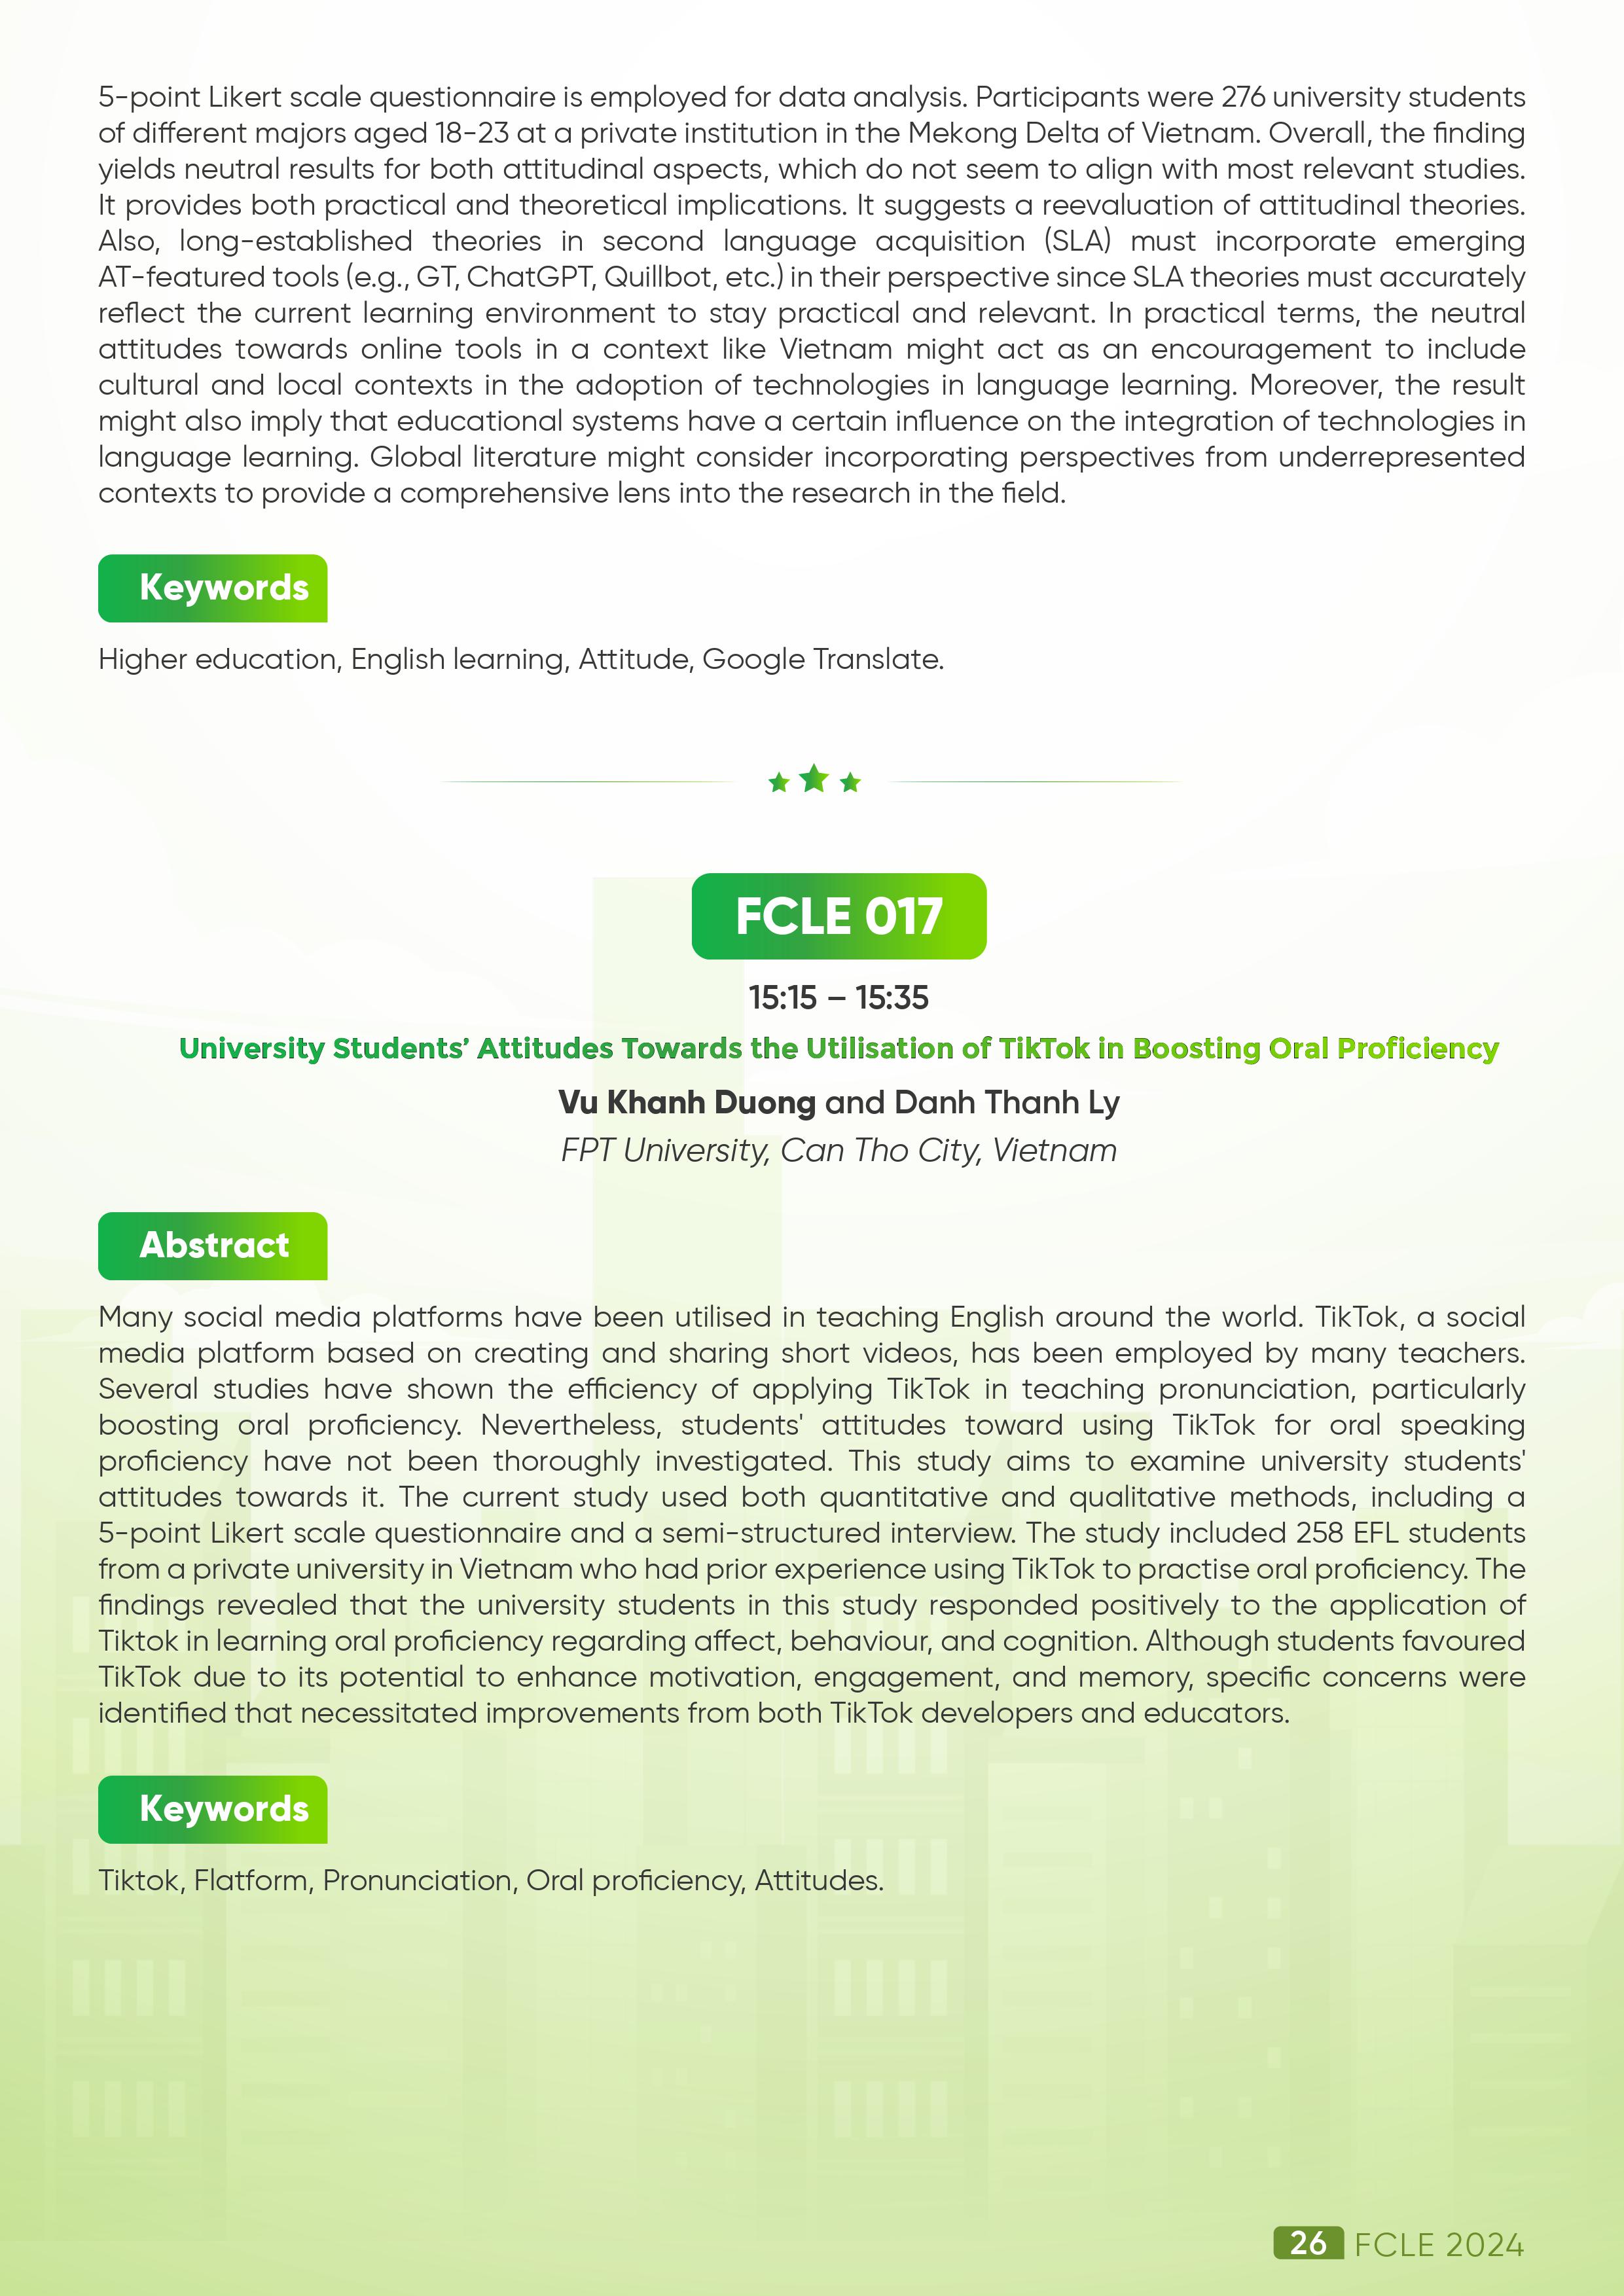 5-point Likert scale questionnaire is employed for data analysis. Participants were 276 university students
of different majors aged 18-23 at a private institution in the Mekong Delta of Vietnam. Overall, the finding
yields neutral results for both attitudinal aspects, which do not seem to align with most relevant studies.
It provides both practical and theoretical implications. It suggests a reevaluation of attitudinal theories.
Also, long-established theories in second language acquisition (SLA) must incorporate emerging
AT-featured tools (e.g., GT, ChatGPT, Quillbot, etc.) in their perspective since SLA theories must accurately
reflect the current learning environment to stay practical and relevant. In practical terms, the neutral
attitudes towards online tools in a context like Vietnam might act as an encouragement to include
cultural and local contexts in the adoption of technologies in language learning. Moreover, the result
might also imply that educational systems have a certain influence on the integration of technologies in
language learning. Global literature might consider incorporating perspectives from underrepresented
contexts to provide a comprehensive lens into the research in the field.
Keywords
Higher education, English learning, Attitude, Google Translate.
FCLE 017
15:15 – 15:35
University Students’ Attitudes Towards the Utilisation of TikTok in Boosting Oral Proficiency
Vu Khanh Duong and Danh Thanh Ly
FPT University, Can Tho City, Vietnam
Abstract
Many social media platforms have been utilised in teaching English around the world. TikTok, a social
media platform based on creating and sharing short videos, has been employed by many teachers.
Several studies have shown the efficiency of applying TikTok in teaching pronunciation, particularly
boosting oral proficiency. Nevertheless, students' attitudes toward using TikTok for oral speaking
proficiency have not been thoroughly investigated. This study aims to examine university students'
attitudes towards it. The current study used both quantitative and qualitative methods, including a
5-point Likert scale questionnaire and a semi-structured interview. The study included 258 EFL students
from a private university in Vietnam who had prior experience using TikTok to practise oral proficiency. The
findings revealed that the university students in this study responded positively to the application of
Tiktok in learning oral proficiency regarding affect, behaviour, and cognition. Although students favoured
TikTok due to its potential to enhance motivation, engagement, and memory, specific concerns were
identified that necessitated improvements from both TikTok developers and educators.
Keywords
Tiktok, Flatform, Pronunciation, Oral proficiency, Attitudes.
26 FCLE 2024